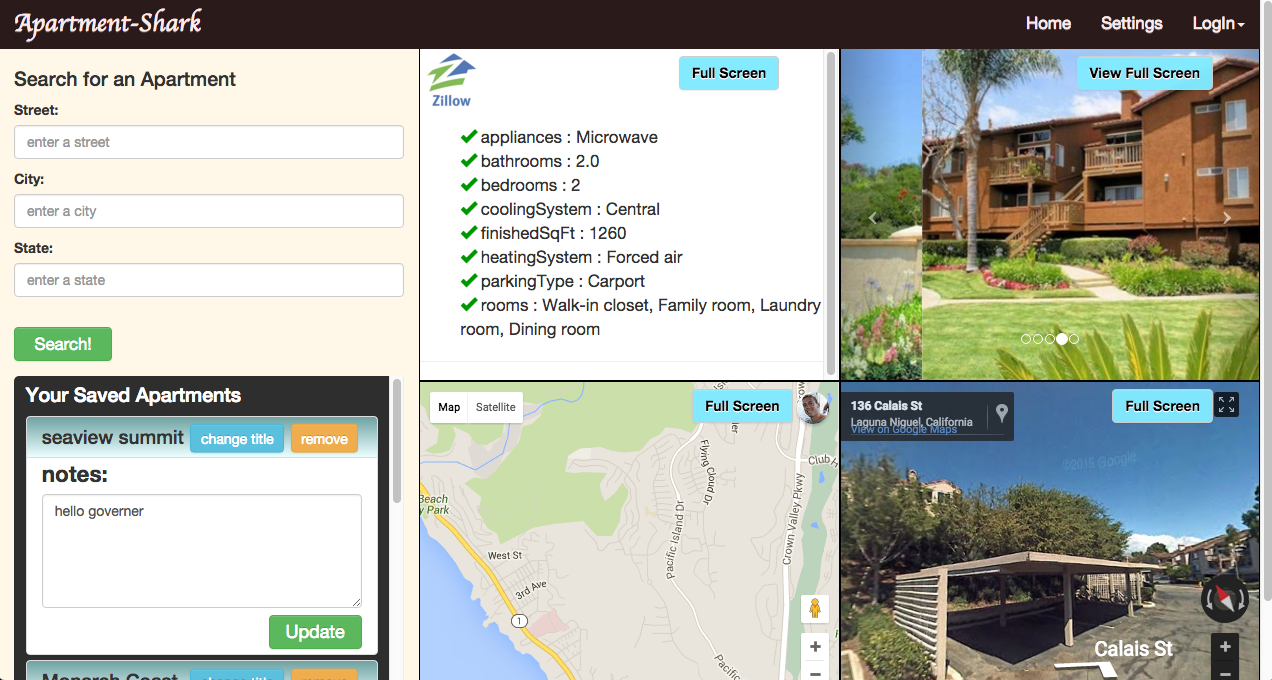 Apartment-Shark
Home
Settings
LogIn
Search for an Apartment
Street:
enter a street
City:
enter a city
State:
enter a state
Search!
Your Saved Apartments
seaview summit
change title
remove
notes:
hello governer
Update
Monarch Coast
change title
remove
Zillow
Full Screen
appliances : Microwave
bathrooms : 2.0
bedrooms : 2
coolingSystem : Central
finishedSqFt : 1260
heatingSystem : Forced air
parkingType : Carport
rooms : Walk-in closet, Family room, Laundry
room, Dining room
View Full Screen
Map
Satellite
Full Screen
Flying Cloud Dr
Club H
Crown Valley Pkwy
Pacific Island Dr
Beach
y Park
West St
3rd Ave
1
Pacific
136 Calais St
Laguna Niguel, California
View on Google Maps
Full Screen
©2015 Google
Calais St